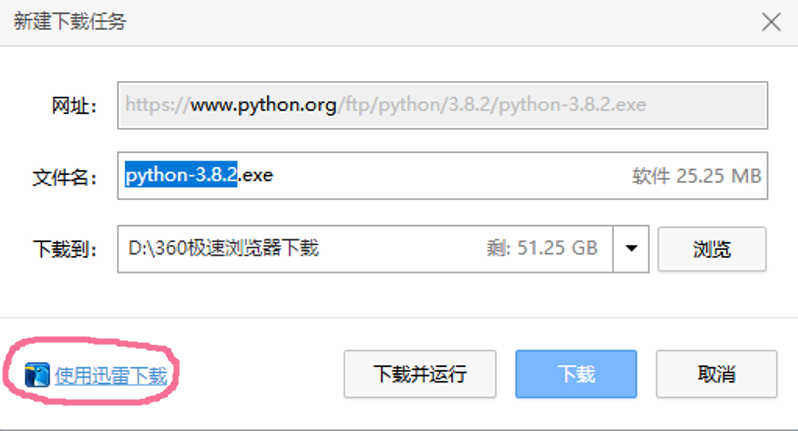 新建下载任务
网址： https://www.python.org/ftp/python/3.8.2/python-3.8.2.exe
文件名： python-3.8.2.exe 软件 25.25 MB
下载到： D:\360极速浏览器下载 剩: 51.25 GB 浏览
使用迅雷下载 下载并运行 下载 取消